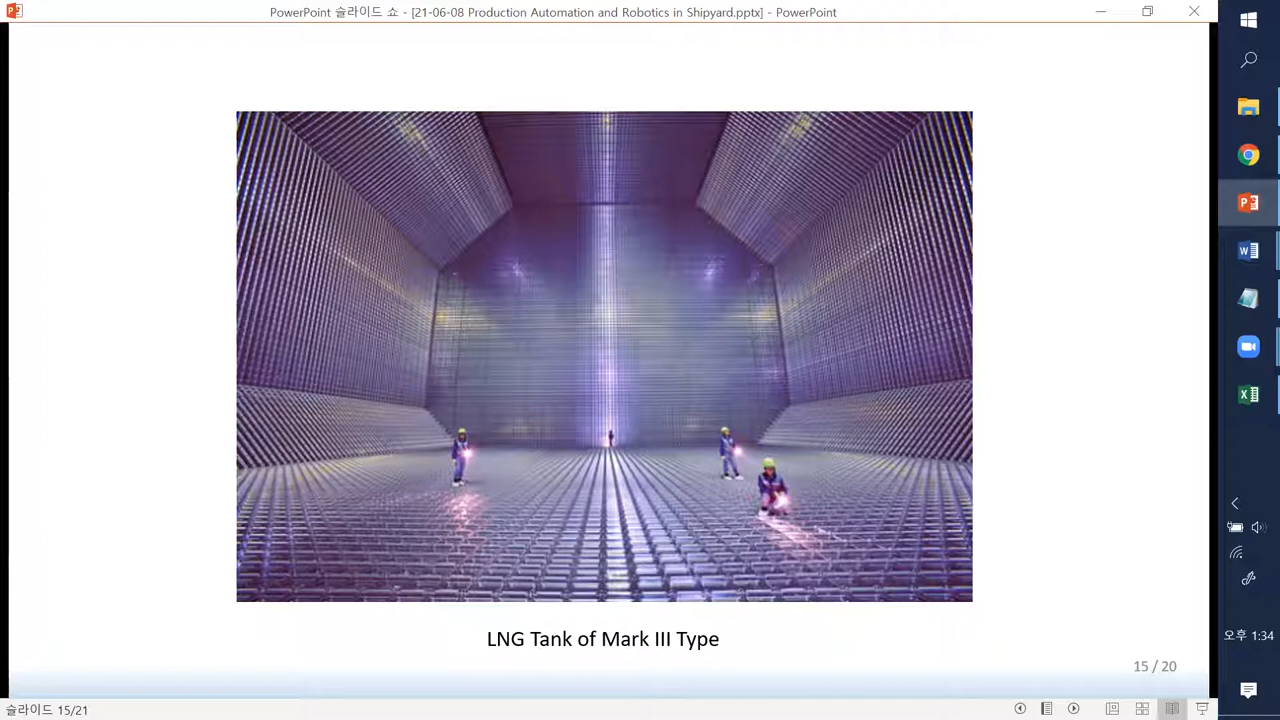 PowerPoint 슬라이드 쇼 - [21-06-08 Production Automation and Robotics in Shipyard.pptx] - PowerPoint
LNG Tank of Mark III Type
15 / 20
오후 1:34
슬라이드 15/21